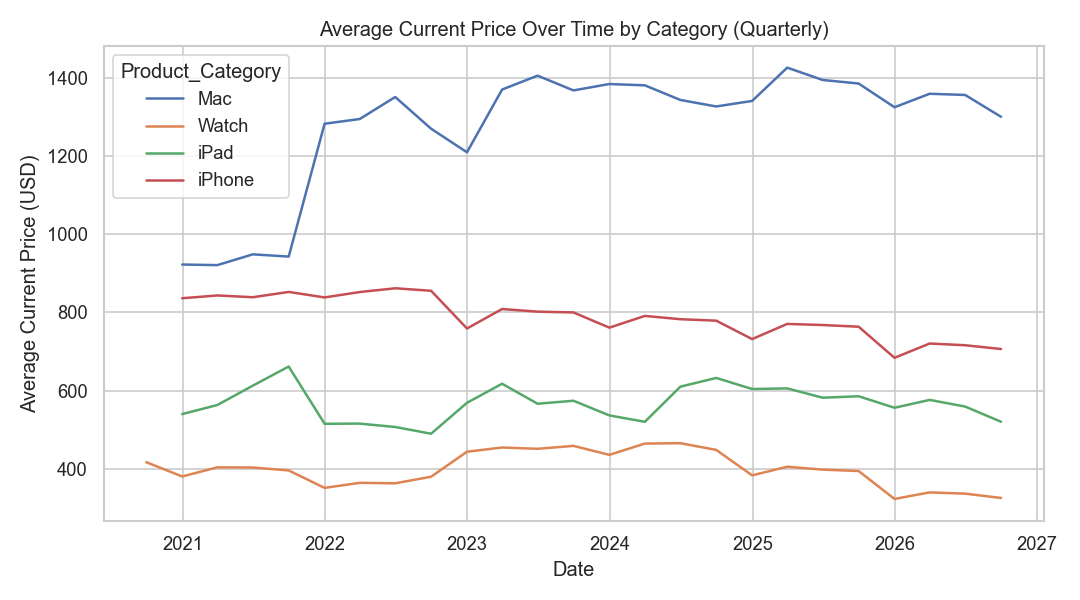 Average Current Price Over Time by Category (Quarterly)
Product_Category
Mac
Watch
iPad
iPhone
Average Current Price (USD)
1400
1200
1000
800
600
400
2021 2022 2023 2024 2025 2026 2027
Date